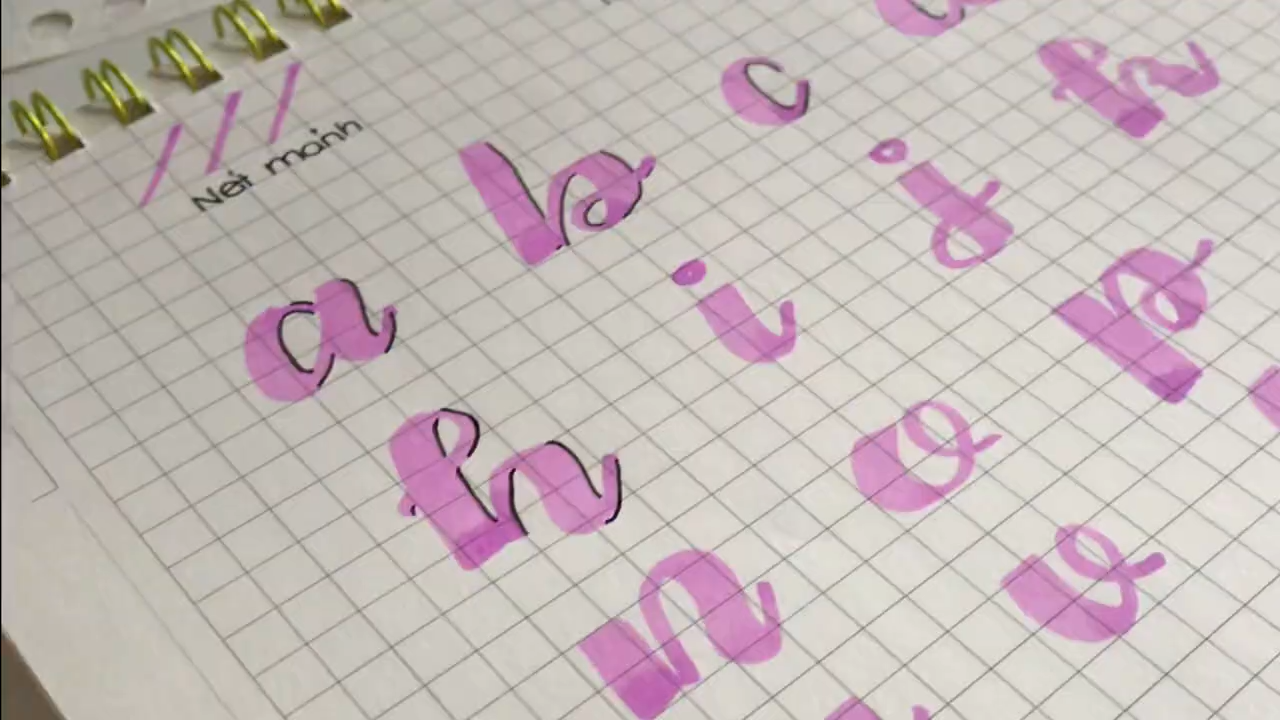 Nét mảnh
a b c
h i j k
n o p
v